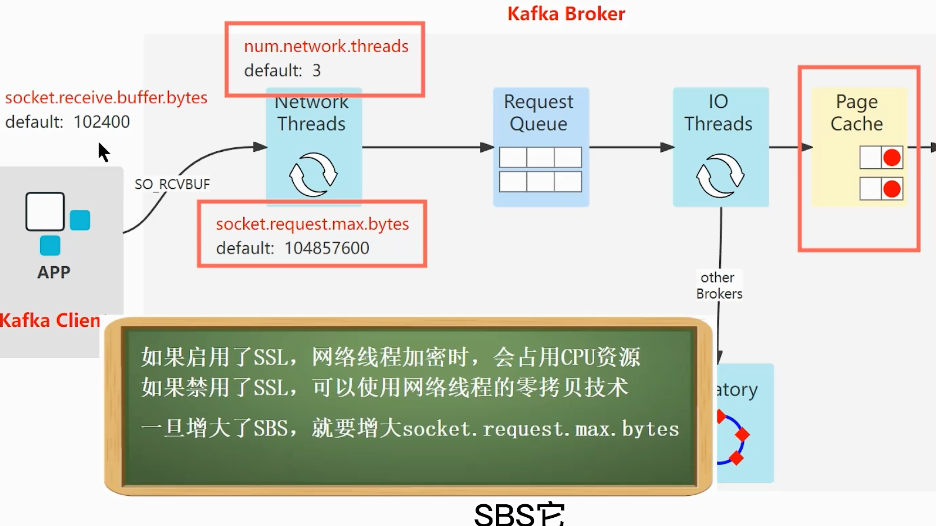 Kafka Broker
num.network.threads
default: 3
socket.receive.buffer.bytes
default: 102400
Network
Threads
Request
Queue
IO
Threads
Page
Cache
SO_RCVBUF
socket.request.max.bytes
default: 104857600
APP
other
Brokers
Kafka Clien
如果启用了SSL，网络线程加密时，会占用CPU资源
如果禁用了SSL，可以使用网络线程的零拷贝技术
一旦增大了SBS，就要增大socket.request.max.bytes
atory
SBS它